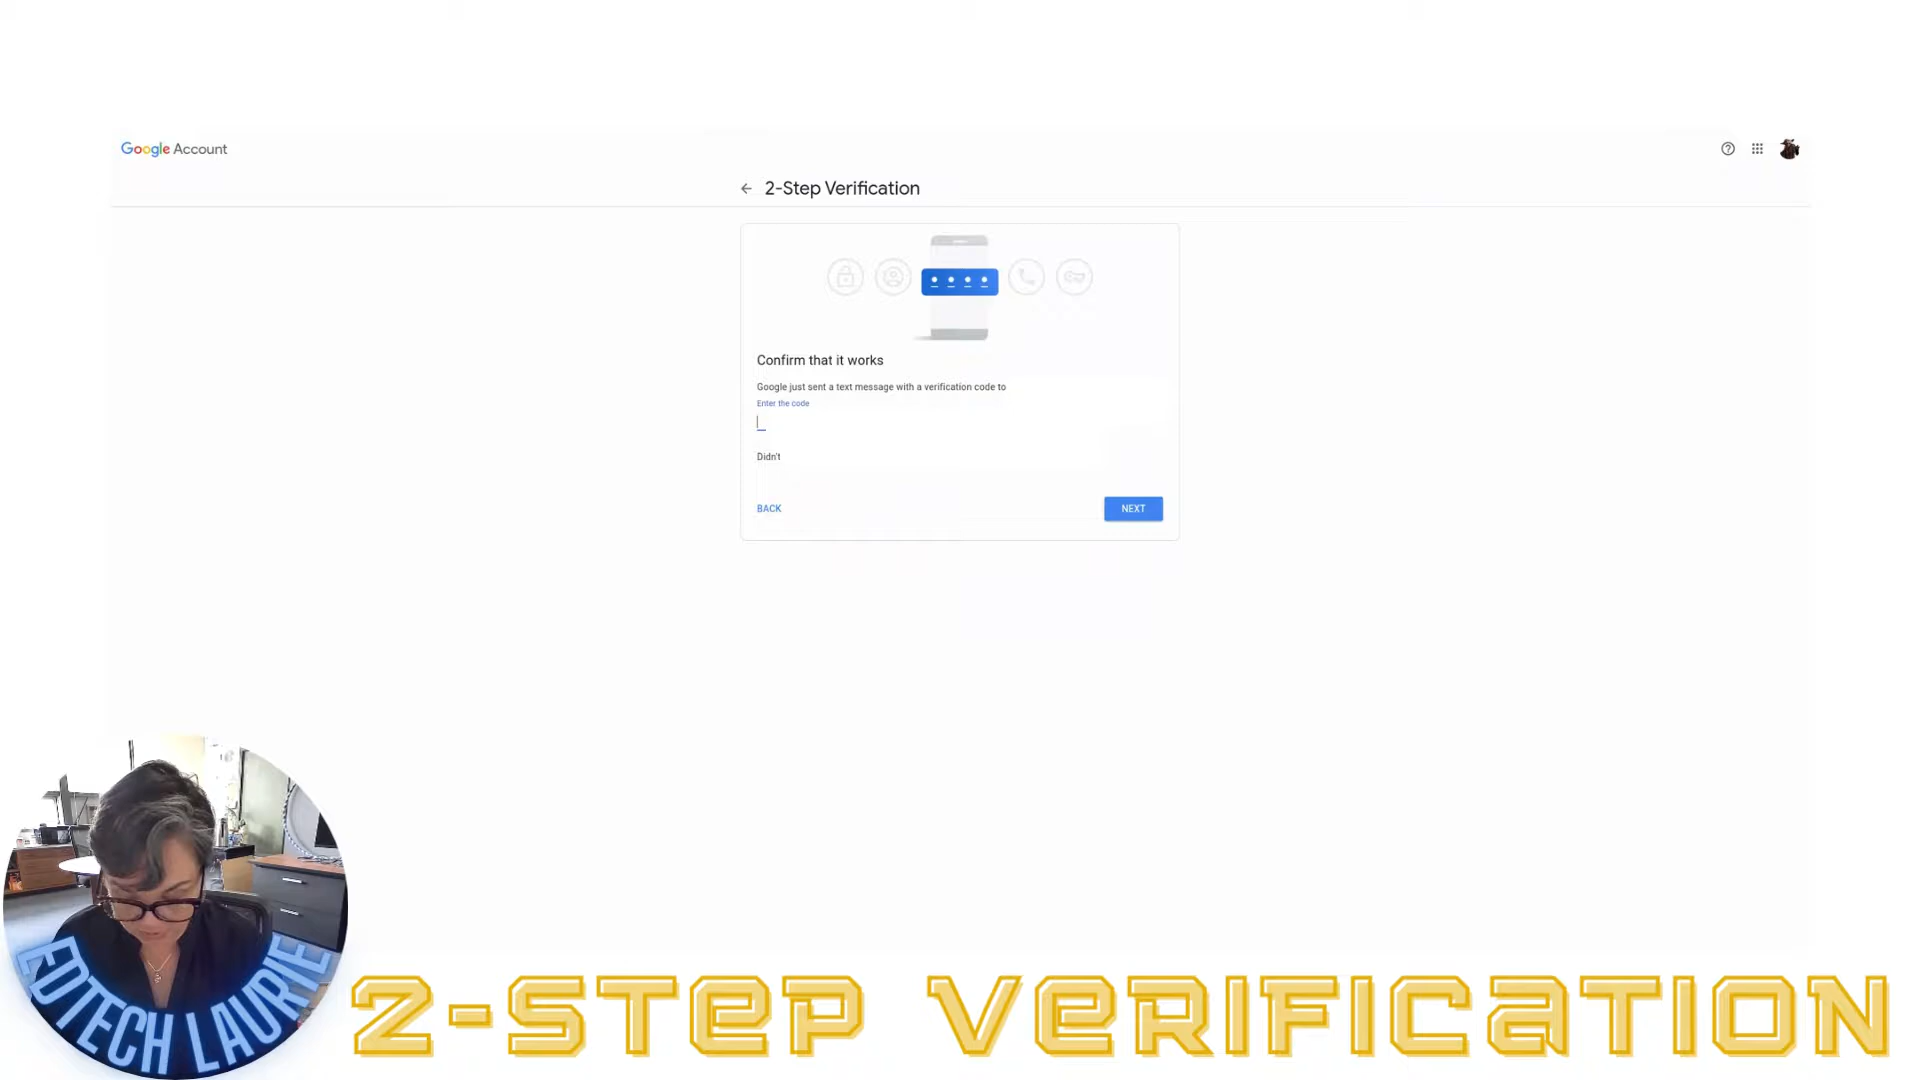 Google Account
2-Step Verification
Confirm that it works
Google just sent a text message with a verification code to
Enter the code
Didn't
BACK
NEXT
EDTECH LAURIE
2-STEP VERIFICATION